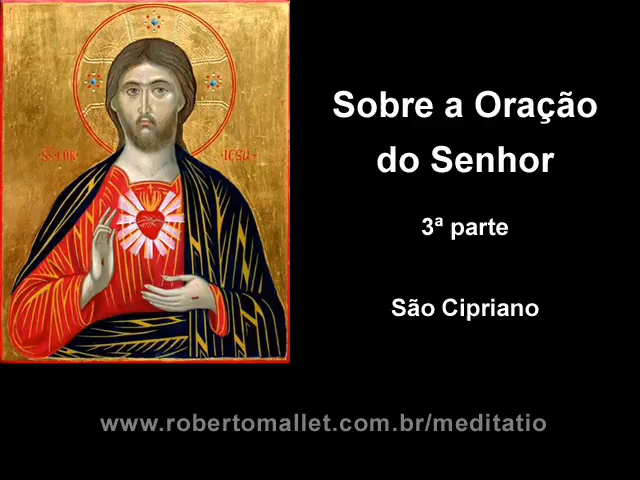 Sobre a Oração
do Senhor
3ª parte
São Cipriano
www.robertomallet.com.br/meditatio